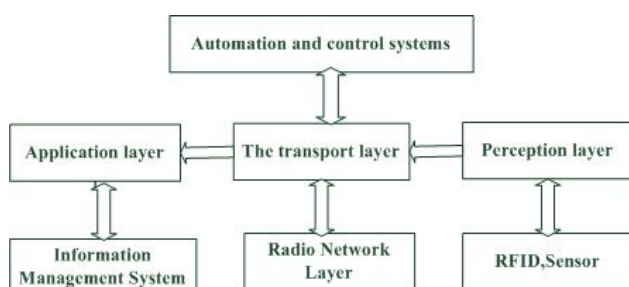 Automation and control systems
Application layer
The transport layer
Perception layer
Information
Management System
Radio Network
Layer
RFID,Sensor